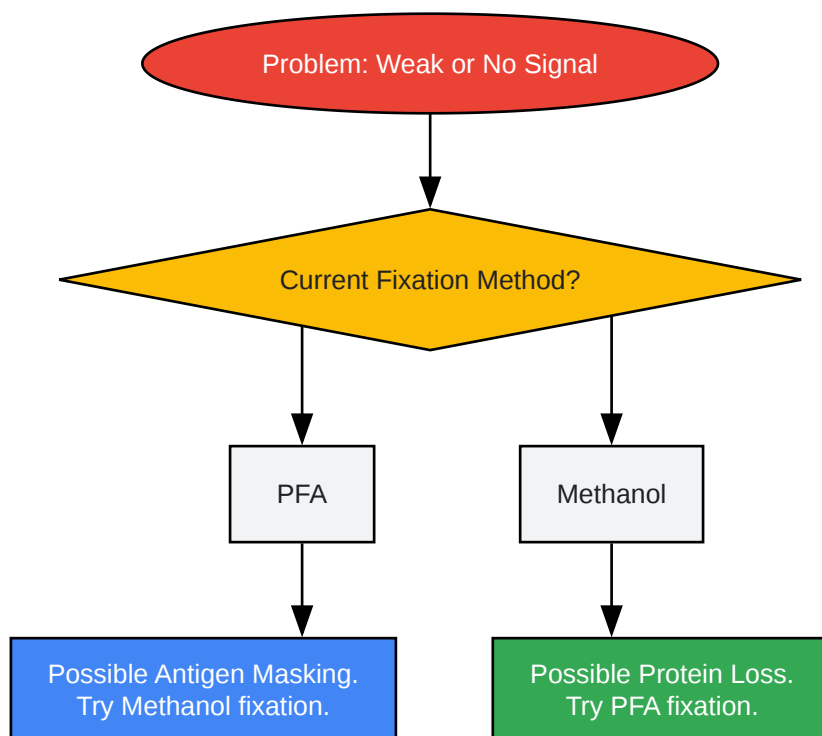 Problem: Weak or No Signal
Current Fixation Method?
PFA
Methanol
Possible Antigen Masking.
Try Methanol fixation.
Possible Protein Loss.
Try PFA fixation.